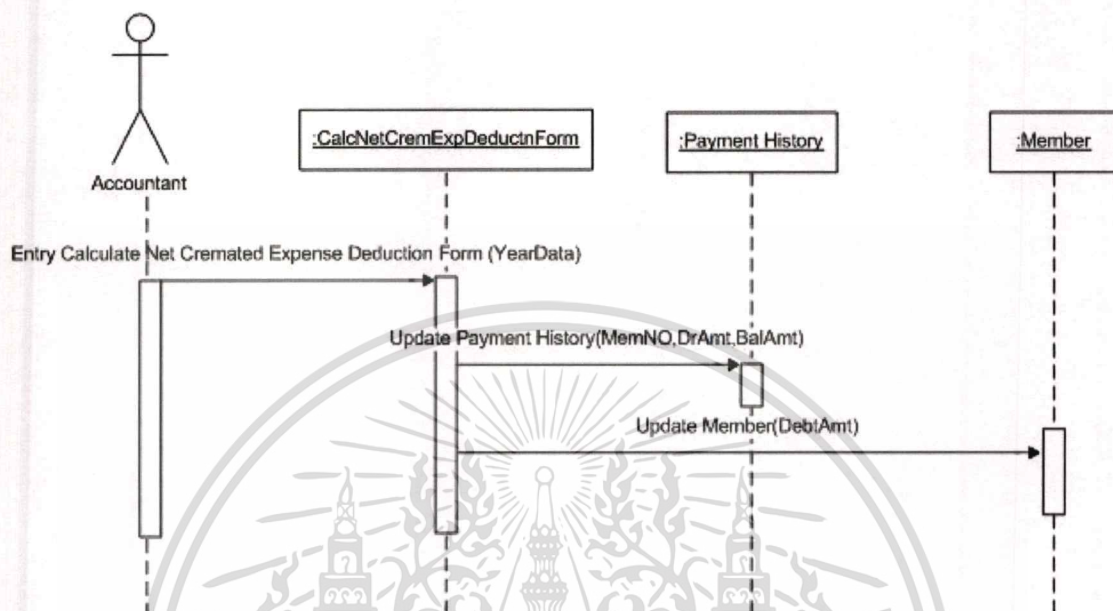 :CalcNetCremExpDeductnForm
:Payment History
:Member
Accountant
Entry Calculate Net Cremated Expense Deduction Form (YearData)
Update Payment History(MemNO,DrAmt,BalAmt)
Update Member(DebtAmt)